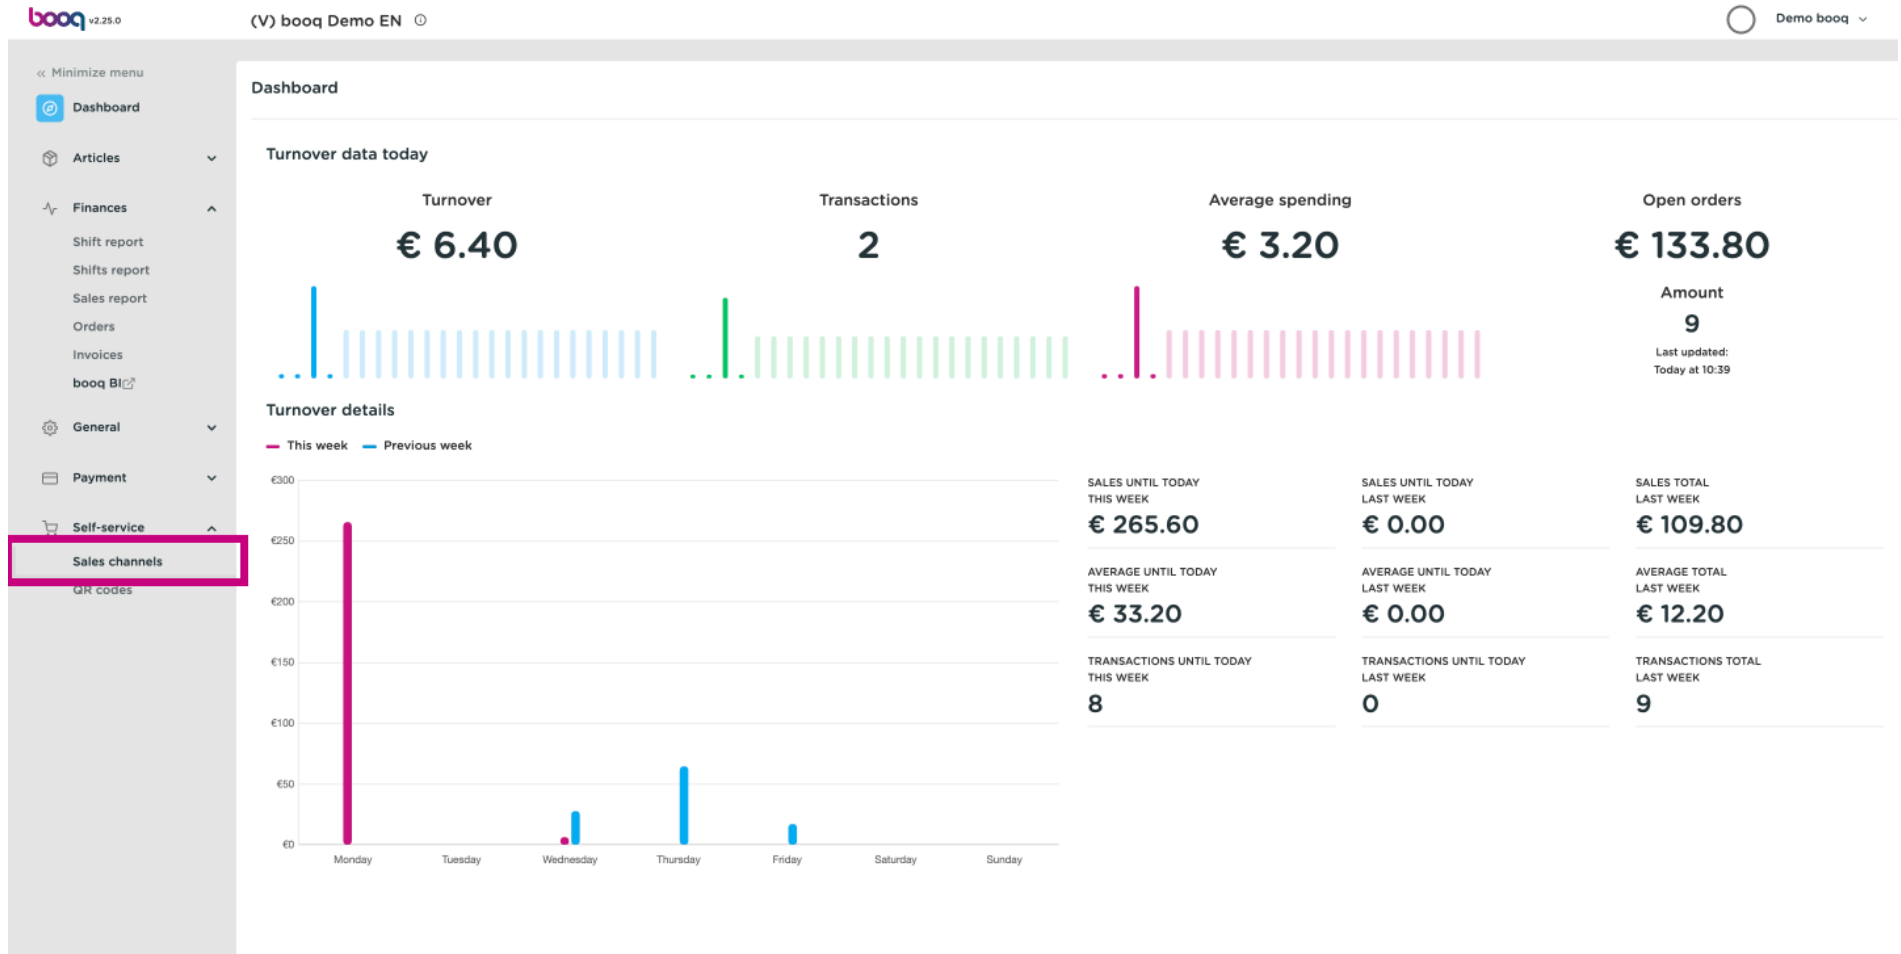 booq v2.25.0
(V) booq Demo EN
Demo booq
« Minimize menu
Dashboard
Articles
Finances
Shift report
Shifts report
Sales report
Orders
Invoices
booq BI
General
Payment
Self-service
Sales channels
QR codes
Dashboard
Turnover data today
Turnover
€ 6.40
Transactions
2
Average spending
€ 3.20
Open orders
€ 133.80
Amount
9
Last updated:
Today at 10:39
Turnover details
This week
Previous week
€300
€250
€200
€150
€100
€50
€0
Monday
Tuesday
Wednesday
Thursday
Friday
Saturday
Sunday
SALES UNTIL TODAY
THIS WEEK
€ 265.60
SALES UNTIL TODAY
LAST WEEK
€ 0.00
SALES TOTAL
LAST WEEK
€ 109.80
AVERAGE UNTIL TODAY
THIS WEEK
€ 33.20
AVERAGE UNTIL TODAY
LAST WEEK
€ 0.00
AVERAGE TOTAL
LAST WEEK
€ 12.20
TRANSACTIONS UNTIL TODAY
THIS WEEK
8
TRANSACTIONS UNTIL TODAY
LAST WEEK
0
TRANSACTIONS TOTAL
LAST WEEK
9